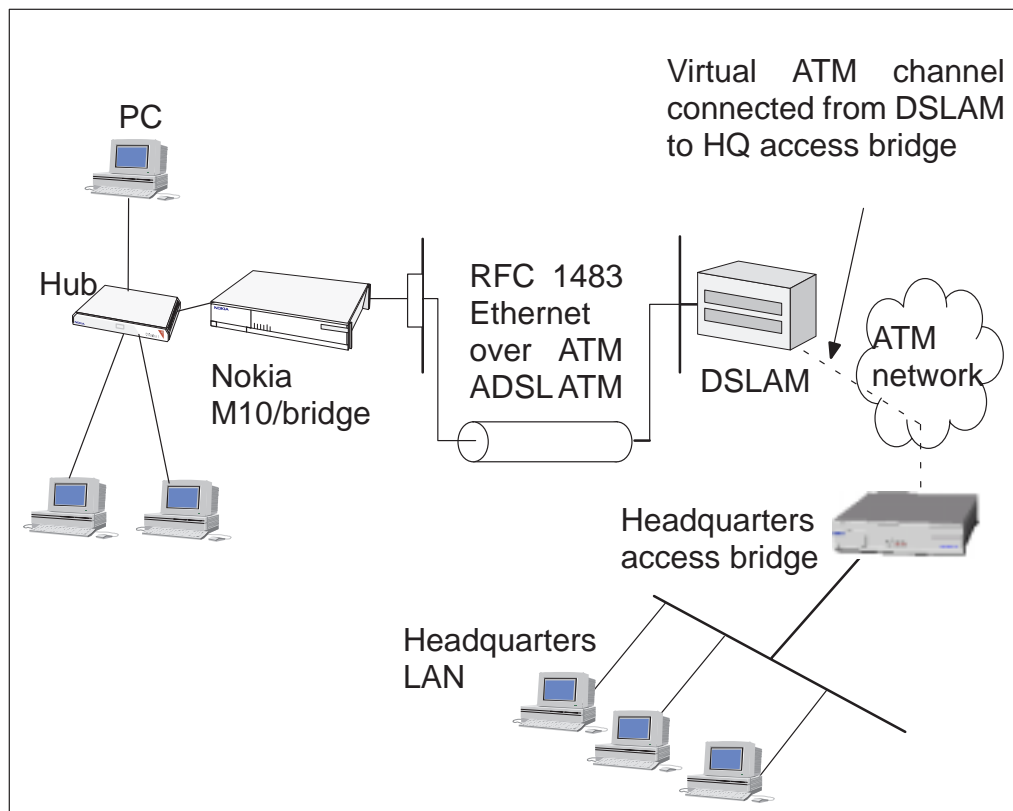 Virtual ATM channel
connected from DSLAM
to HQ access bridge
PC
Hub
Nokia
M10/bridge
RFC 1483
Ethernet
over ATM
ADSL ATM
DSLAM
ATM
network
Headquarters
access bridge
Headquarters
LAN
NOKIA